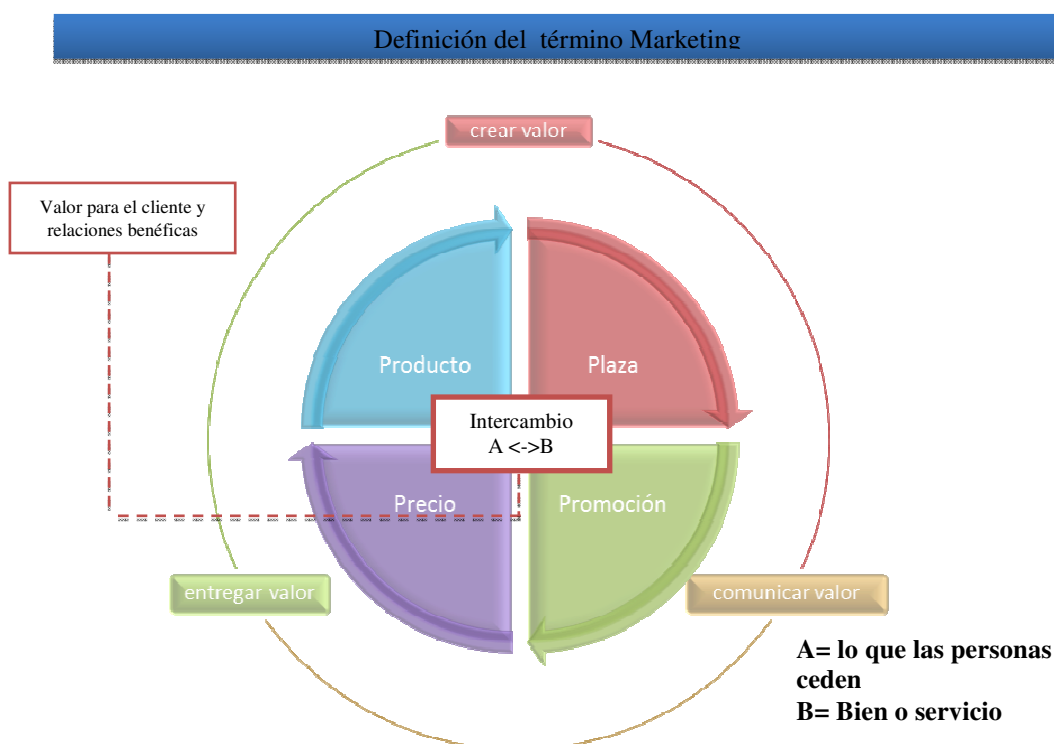 Definición del  término Marketing
crear valor
Valor para el cliente y
relaciones benéficas
Producto
Plaza
Intercambio
A <->B
Precio
Promoción
entregar valor
comunicar valor
A= lo que las personas
ceden
B= Bien o servicio